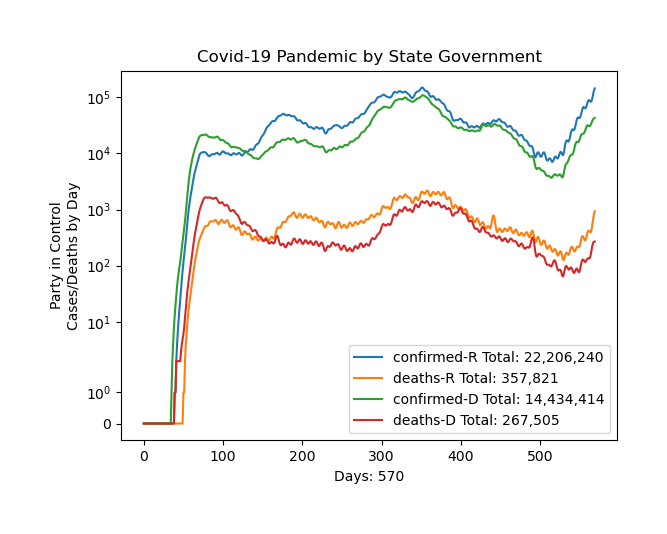 Covid-19 Pandemic by State Government
Party in Control
Cases/Deaths by Day
10^5
10^4
10^3
10^2
10^1
10^0
0
confirmed-R Total: 22,206,240
deaths-R Total: 357,821
confirmed-D Total: 14,434,414
deaths-D Total: 267,505
0 100 200 300 400 500
Days: 570